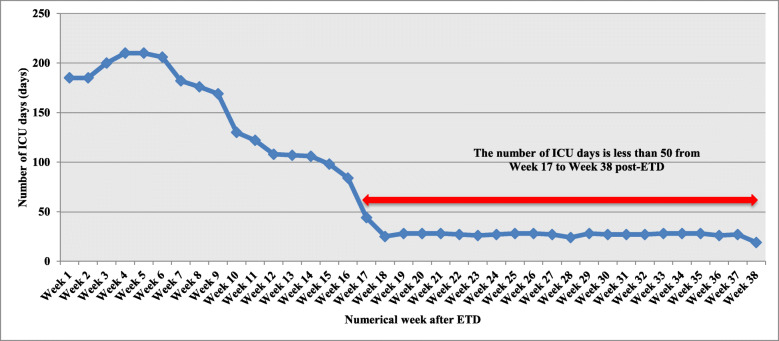 250
200
150
100
50
0
Number of ICU days (days)
The number of ICU days is less than 50 from
Week 17 to Week 38 post-ETD
Week 1
Week 2
Week 3
Week 4
Week 5
Week 6
Week 7
Week 8
Week 9
Week 10
Week 11
Week 12
Week 13
Week 14
Week 15
Week 16
Week 17
Week 18
Week 19
Week 20
Week 21
Week 22
Week 23
Week 24
Week 25
Week 26
Week 27
Week 28
Week 29
Week 30
Week 31
Week 32
Week 33
Week 34
Week 35
Week 36
Week 37
Week 38
Numerical week after ETD